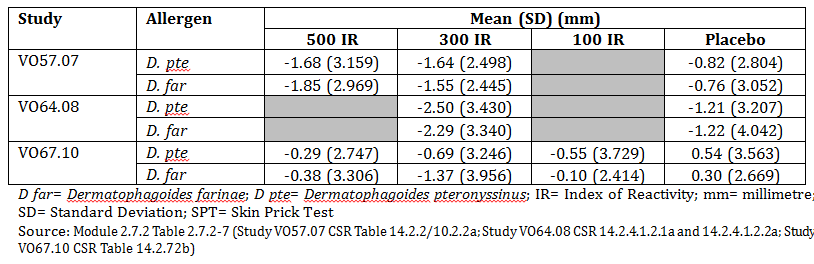 Study Allergen Mean (SD) (mm)
500 IR 300 IR 100 IR Placebo
VO57.07 D. pte -1.68 (3.159) -1.64 (2.498) -0.82 (2.804)
D. far -1.85 (2.969) -1.55 (2.445) -0.76 (3.052)
VO64.08 D. pte -2.50 (3.430) -1.21 (3.207)
D. far -2.29 (3.340) -1.22 (4.042)
VO67.10 D. pte -0.29 (2.747) -0.69 (3.246) -0.55 (3.729) 0.54 (3.563)
D. far -0.38 (3.306) -1.37 (3.956) -0.10 (2.414) 0.30 (2.669)
D far= Dermatophagoides farinae; D pte= Dermatophagoides pteronyssinus; IR= Index of Reactivity; mm= millimetre;
SD= Standard Deviation; SPT= Skin Prick Test
Source: Module 2.7.2 Table 2.7.2-7 (Study VO57.07 CSR Table 14.2.2/10.2.2a; Study VO64.08 CSR 14.2.4.1.2.1a and 14.2.4.1.2.2a; Study
VO67.10 CSR Table 14.2.72b)